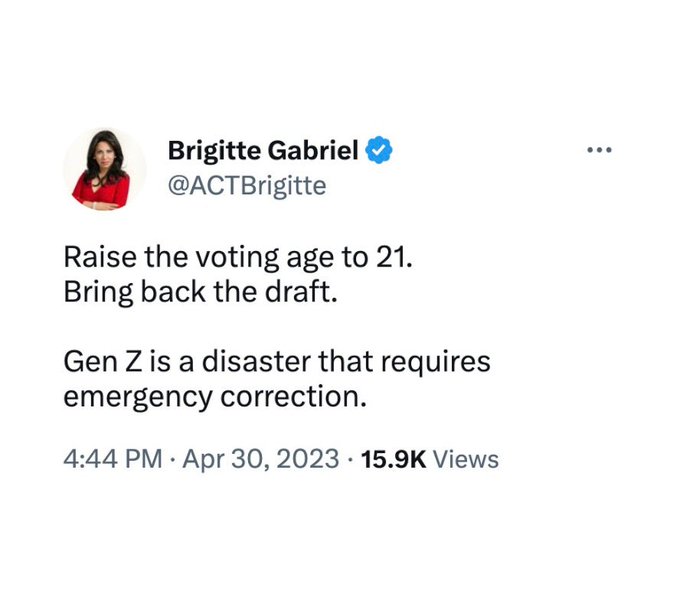 Brigitte Gabriel
@ACTBrigitte
Raise the voting age to 21.
Bring back the draft.
Gen Z is a disaster that requires
emergency correction.
4:44 PM · Apr 30, 2023 · 15.9K Views